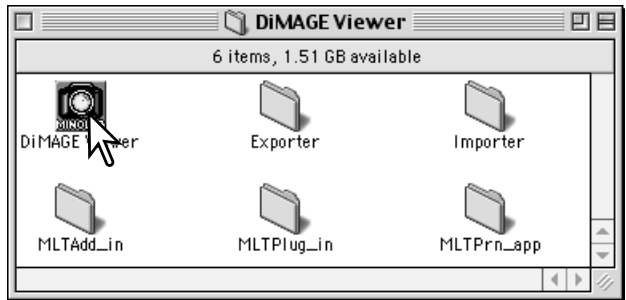 DiMAGE Viewer
6 items, 1.51 GB available
MINOLTA
DiMAGE Viewer Exporter Importer
MLTAdd_in MLTPlug_in MLTPrn_app